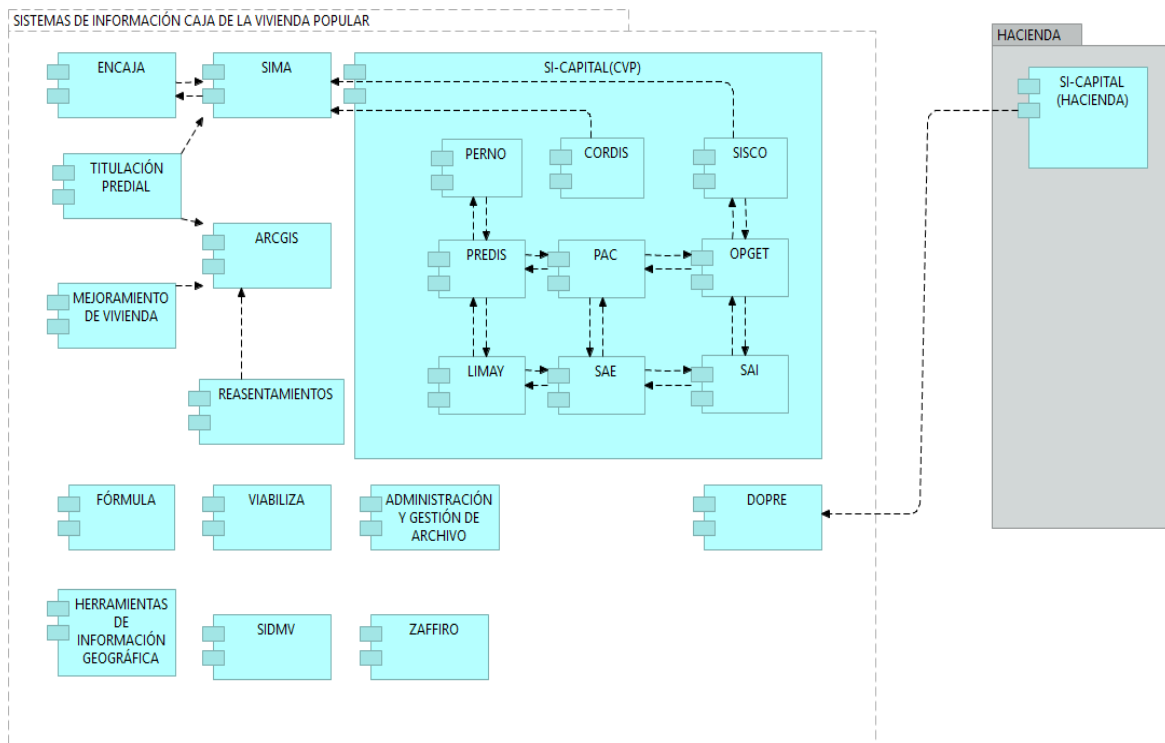 SISTEMAS DE INFORMACIÓN CAJA DE LA VIVIENDA POPULAR
HACIENDA
ENCAJA
SIMA
SI-CAPITAL(CVP)
SI-CAPITAL
(HACIENDA)
PERNO
CORDIS
SISCO
TITULACIÓN
PREDIAL
ARCGIS
PREDIS
PAC
OPGET
MEJORAMIENTO
DE VIVIENDA
LIMAY
SAE
SAI
REASENTAMIENTOS
FÓRMULA
VIABILIZA
ADMINISTRACIÓN
Y GESTIÓN DE
ARCHIVO
DOPRE
HERRAMIENTAS
DE
INFORMACIÓN
GEOGRÁFICA
SIDMV
ZAFFIRO